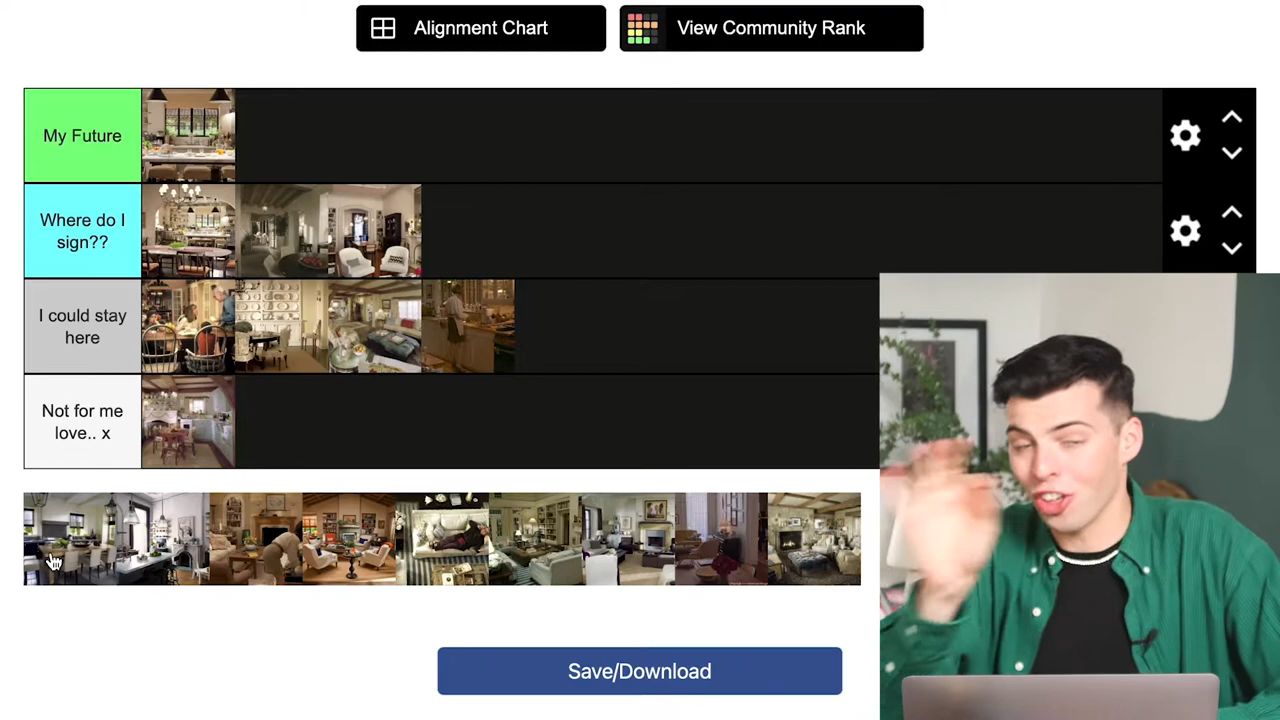 Alignment Chart
View Community Rank
My Future
Where do I
sign??
I could stay
here
Not for me
love.. x
Save/Download